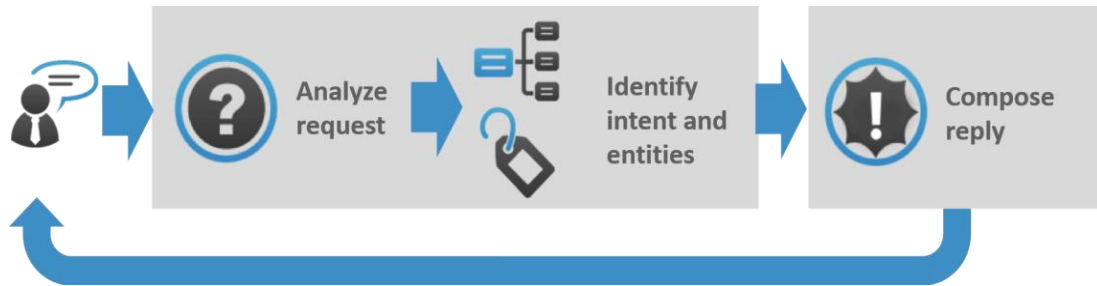 Analyze
request
Identify
intent and
entities
Compose
reply